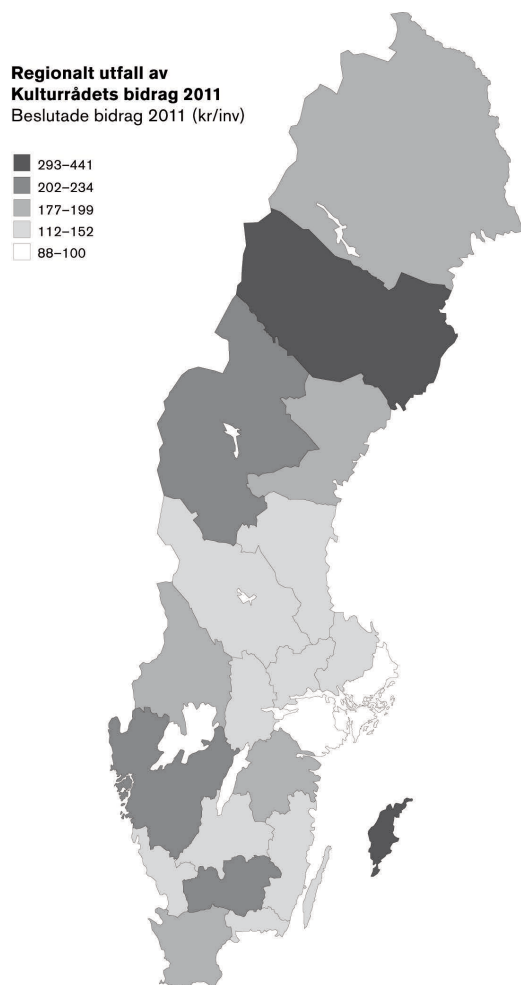 Regionalt utfall av
Kulturrådets bidrag 2011
Beslutade bidrag 2011 (kr/inv)
293–441
202–234
177–199
112–152
88–100